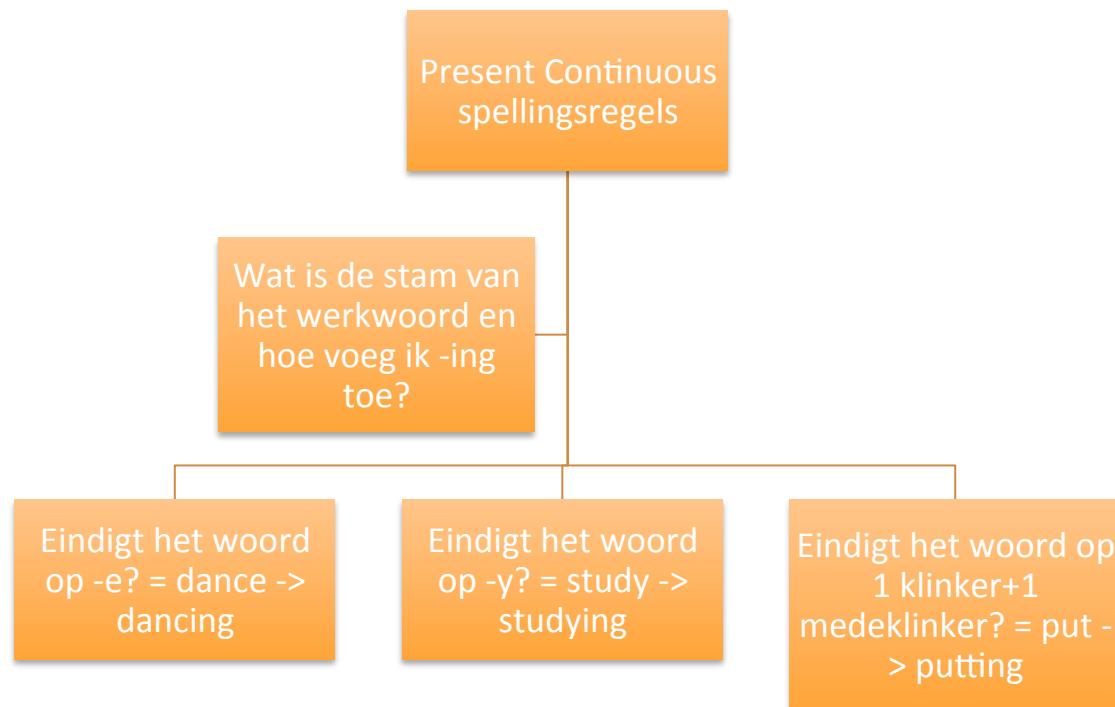 Present Continuous
spellingsregels
Wat is de stam van
het werkwoord en
hoe voeg ik -ing
toe?
Eindigt het woord
op -e? = dance ->
dancing
Eindigt het woord
op -y? = study ->
studying
Eindigt het woord op
1 klinker+1
medeklinker? = put -
> putting